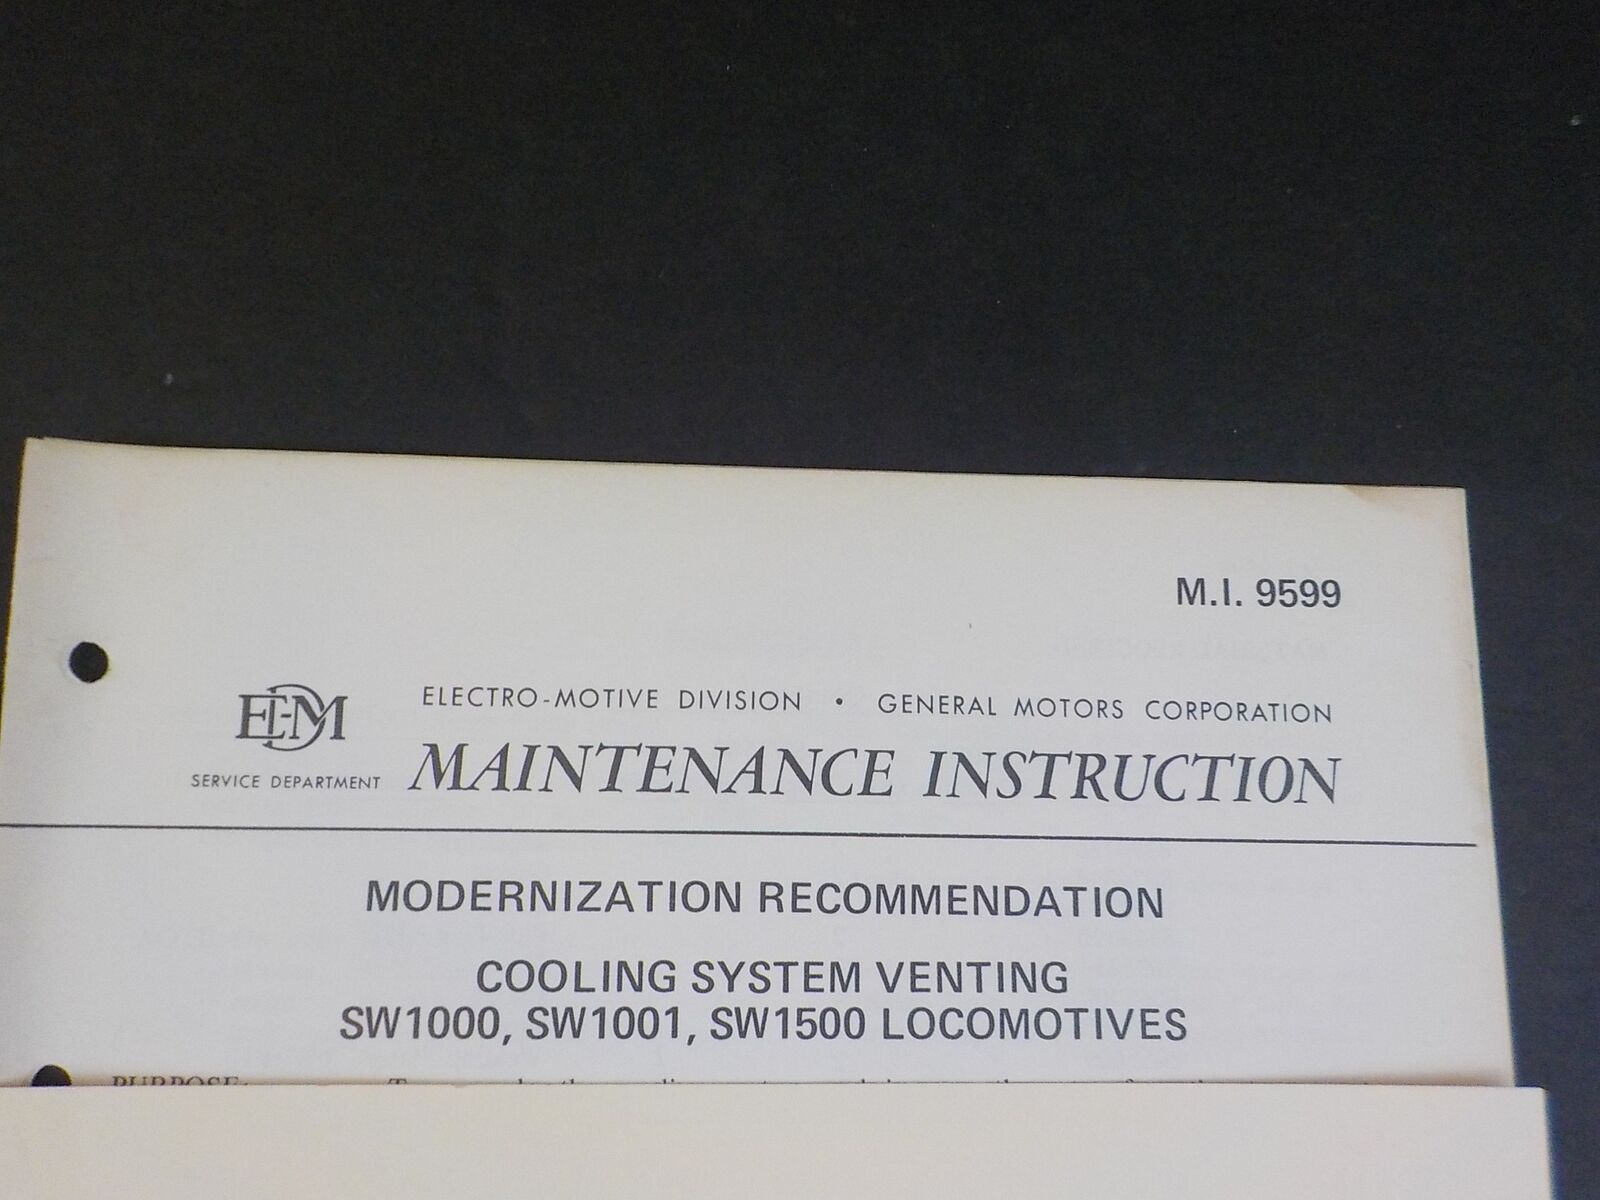 M.I. 9599
EMD
ELECTRO-MOTIVE DIVISION • GENERAL MOTORS CORPORATION
SERVICE DEPARTMENT
MAINTENANCE INSTRUCTION
MODERNIZATION RECOMMENDATION
COOLING SYSTEM VENTING
SW1000, SW1001, SW1500 LOCOMOTIVES
PURPOSE: